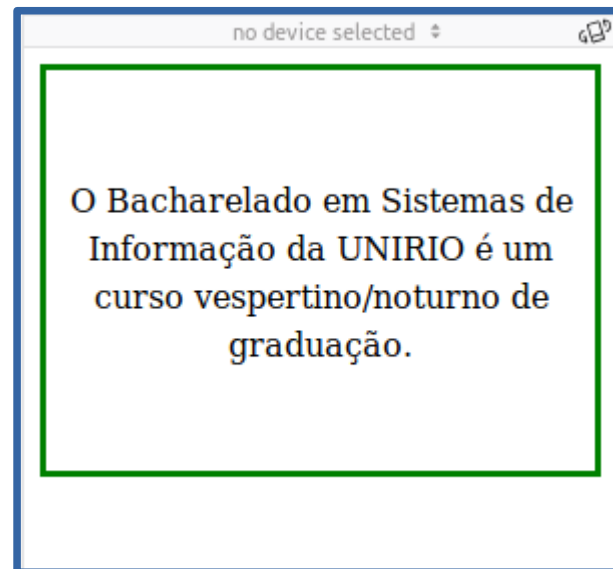 no device selected
O Bacharelado em Sistemas de
Informação da UNIRIO é um
curso vespertino/noturno de
graduação.